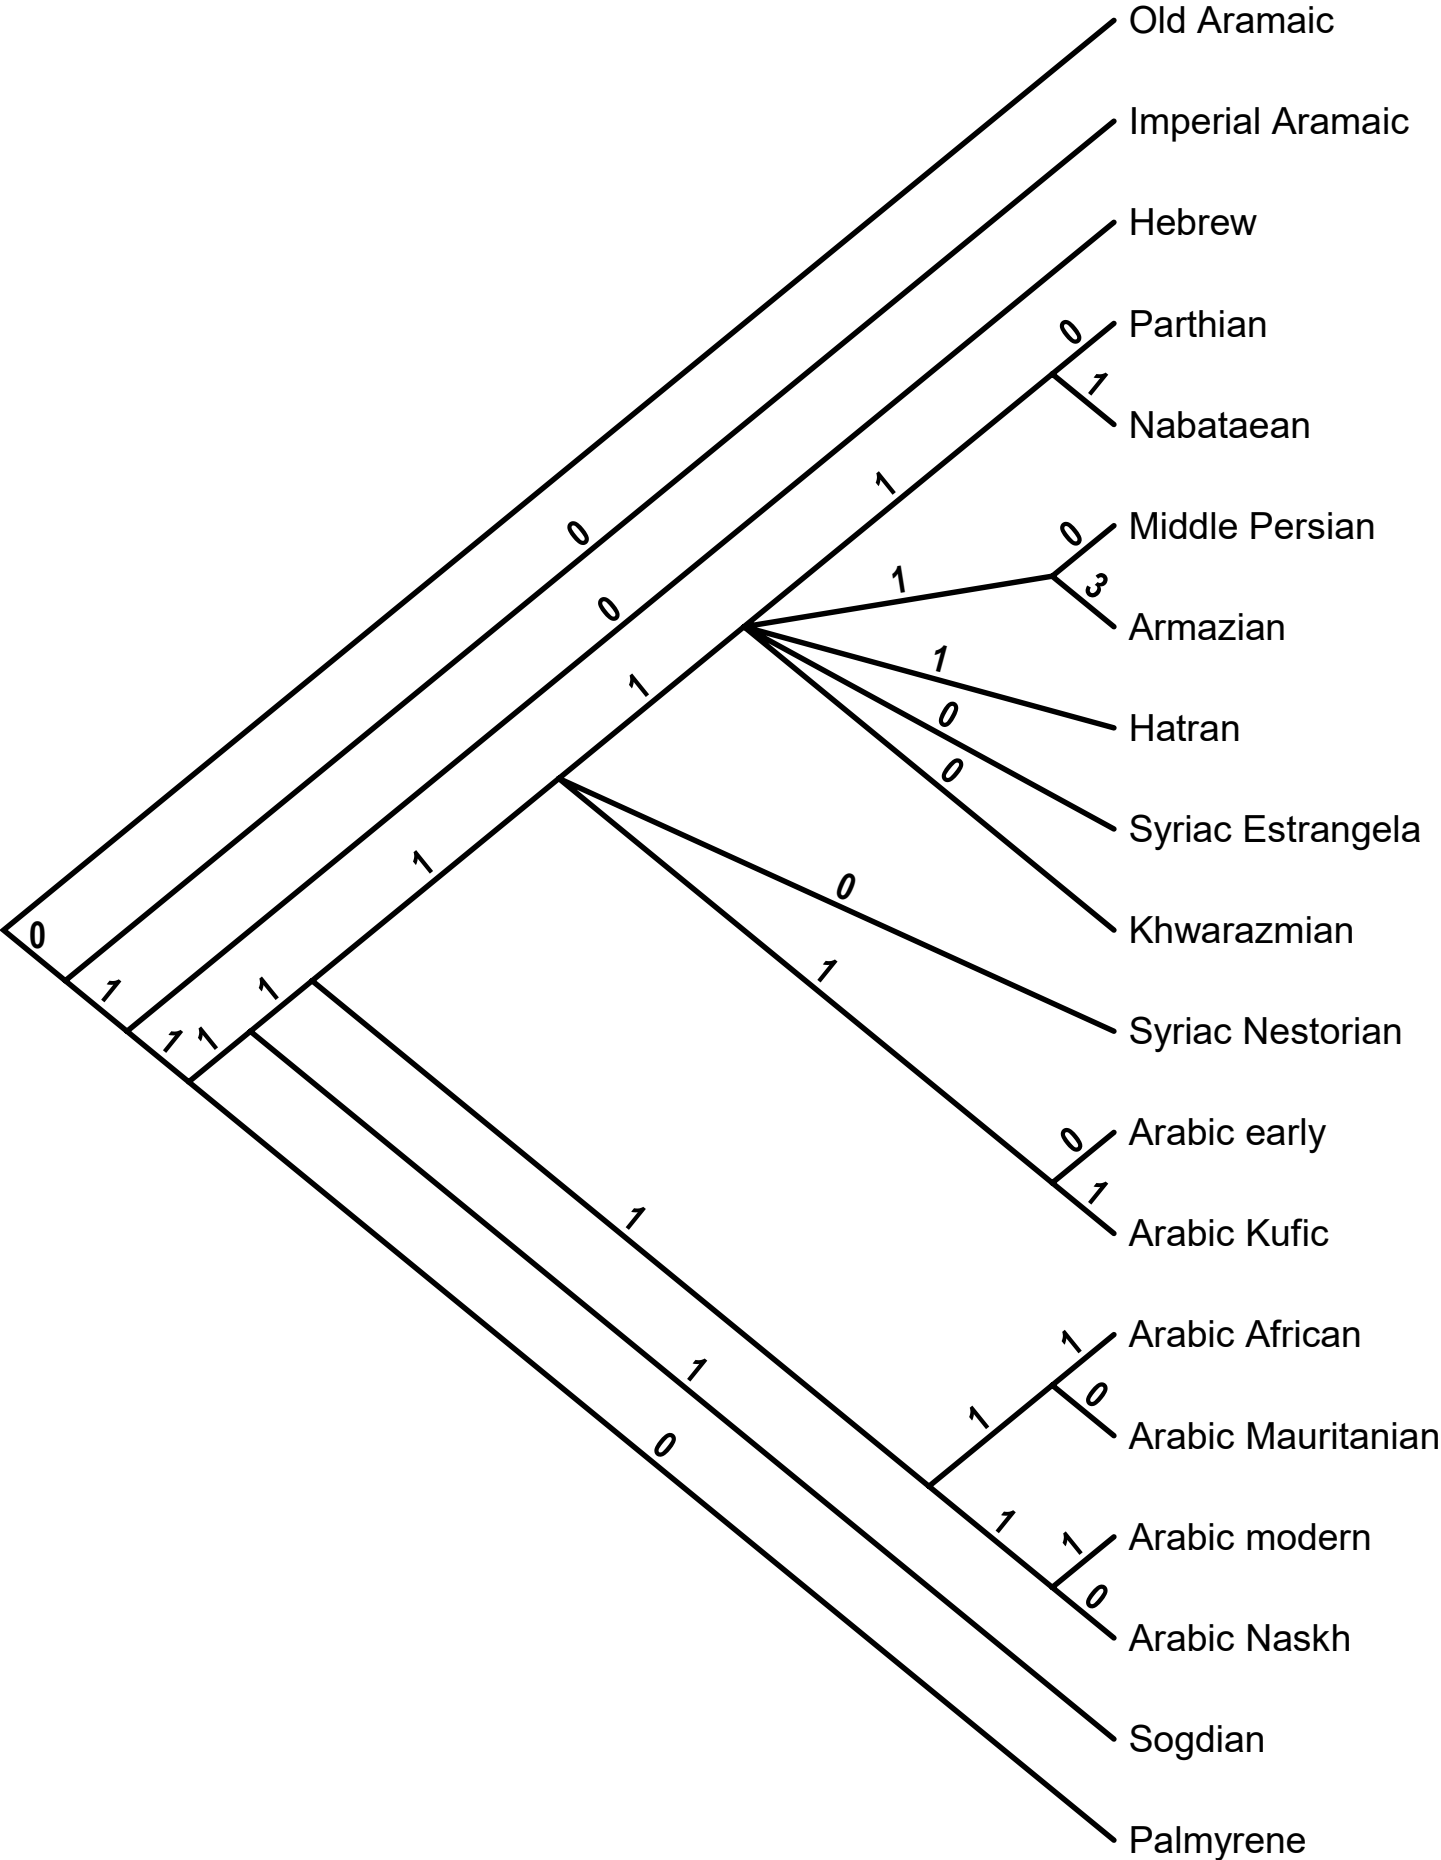 Old Aramaic
Imperial Aramaic
Hebrew
0 Parthian
1
Nabataean
1
0
0 Middle Persian
1 3
0 Armazian
1
1 Hatran
0
0
Syriac Estrangela
1
0
Khwarazmian
0
1
1 1
1 1
Syriac Nestorian
0 Arabic early
1
1 Arabic Kufic
1 Arabic African
1
0
1 Arabic Mauritanian
0
1
1 Arabic modern
0
Arabic Naskh
Sogdian
Palmyrene